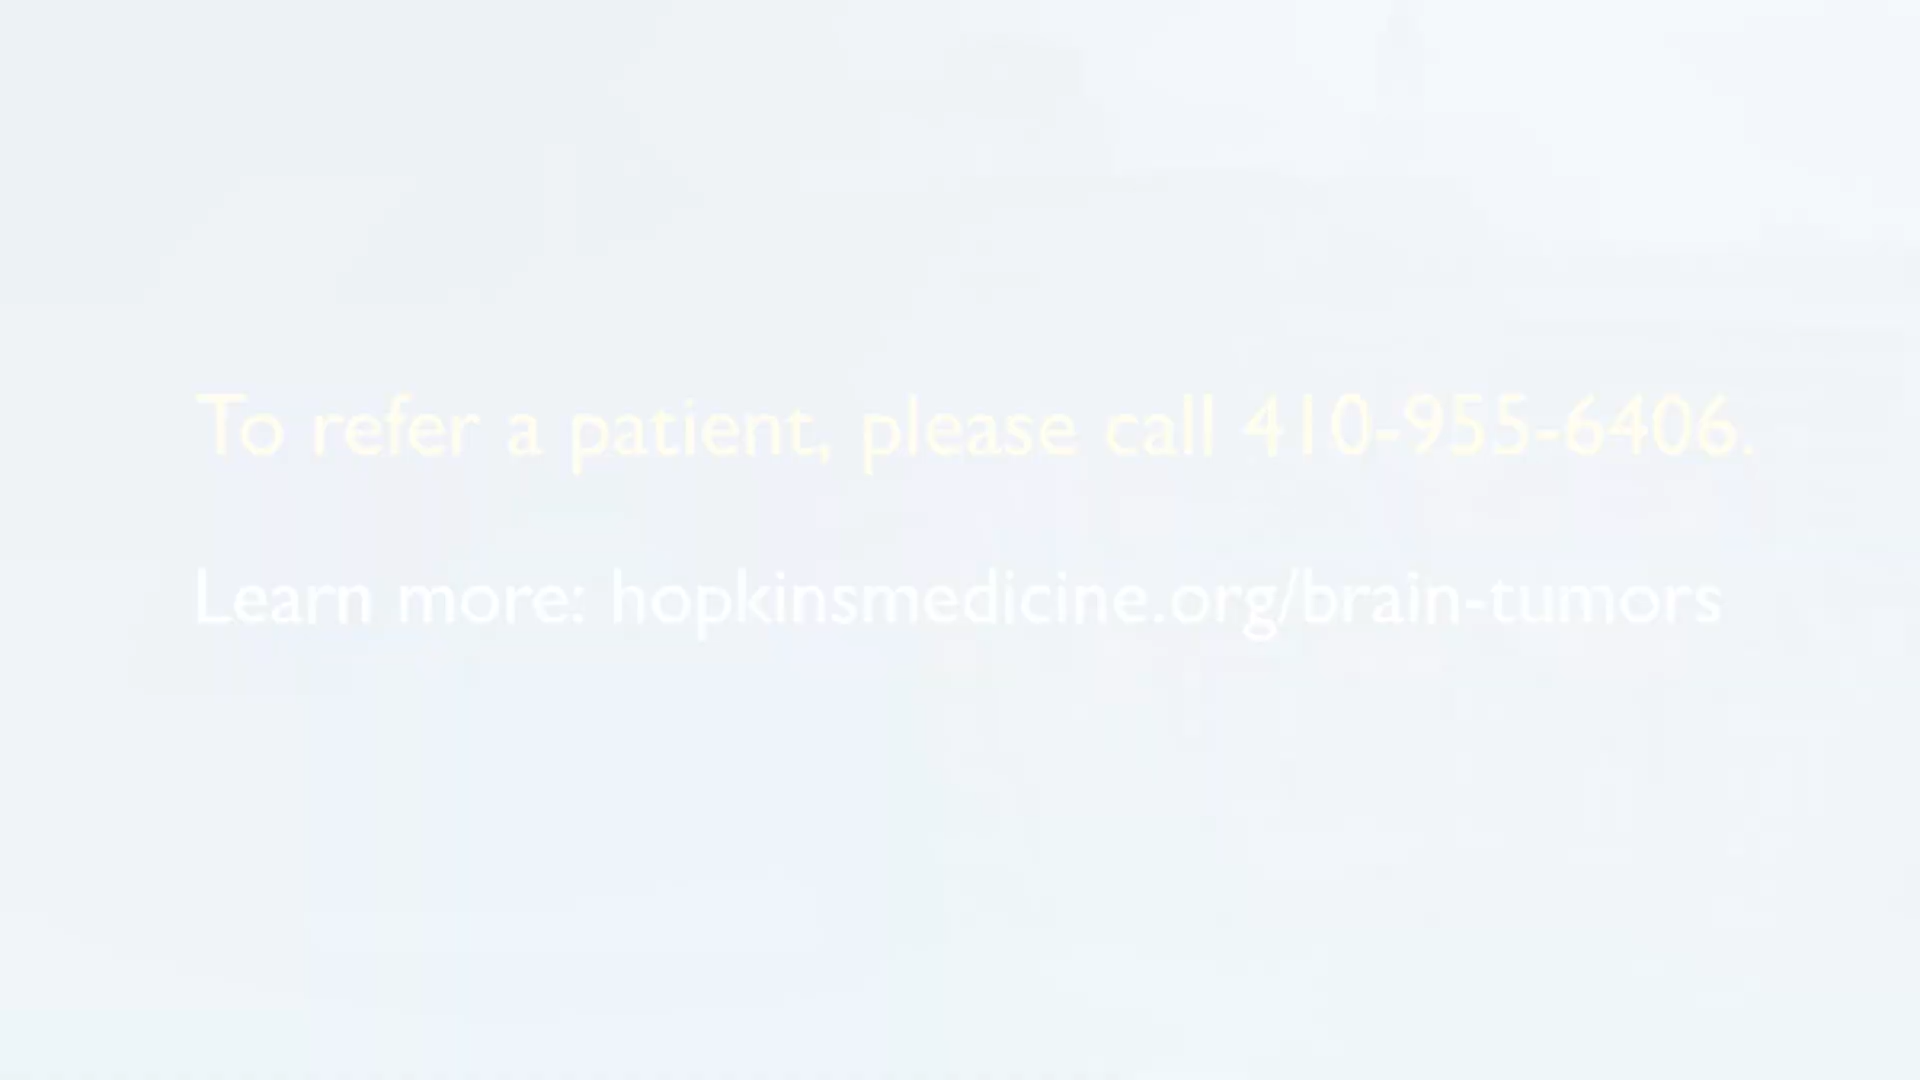 To refer a patient, please call 410-955-6406.
Learn more: hopkinsmedicine.org/brain-tumors